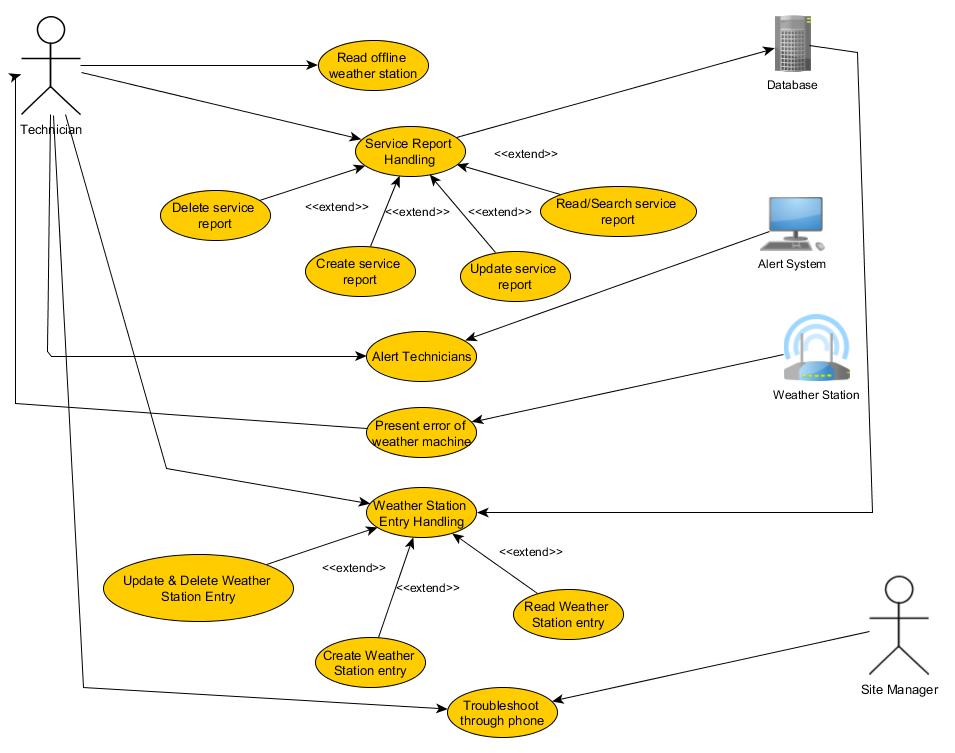 Read offline
weather station
Database
Technician
Service Report
Handling
<<extend>>
Delete service
report
<<extend>>
<<extend>>
<<extend>>
Read/Search service
report
Create service
report
Update service
report
Alert System
Alert Technicians
Weather Station
Present error of
weather machine
Weather Station
Entry Handling
<<extend>>
<<extend>>
<<extend>>
Update & Delete Weather
Station Entry
Read Weather
Station entry
Create Weather
Station entry
Site Manager
Troubleshoot
through phone